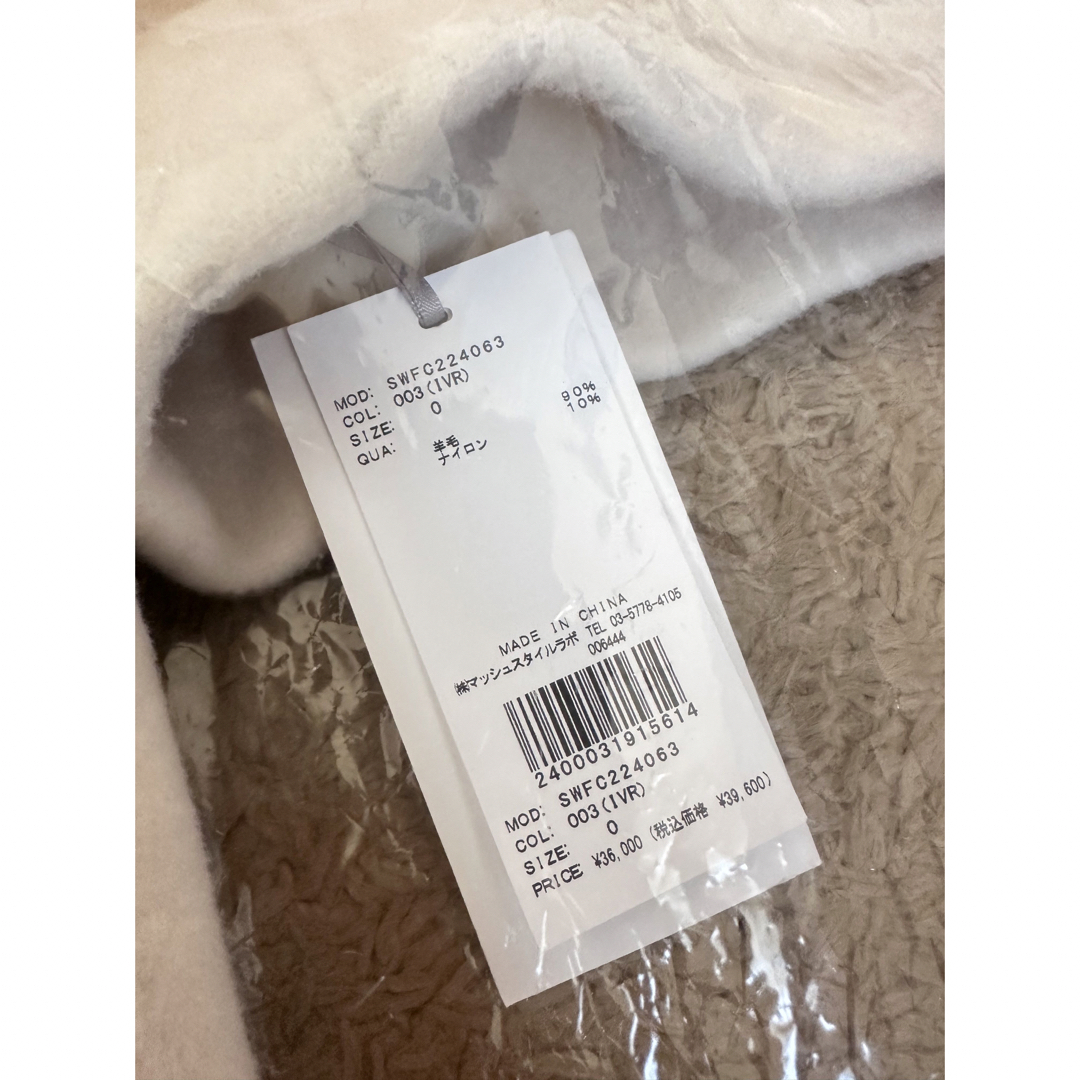 MOD: SWFC224063
COL: 003(IVR)
SIZE: 0
QUA: 羊毛 90%
ナイロン 10%
MADE IN CHINA
㈱マッシュスタイルラボ TEL 03-5778-4105
006444
2400031915614
MOD: SWFC224063
COL: 003(IVR)
SIZE: 0
PRICE: ¥36,000 (税込価格 ¥39,600)